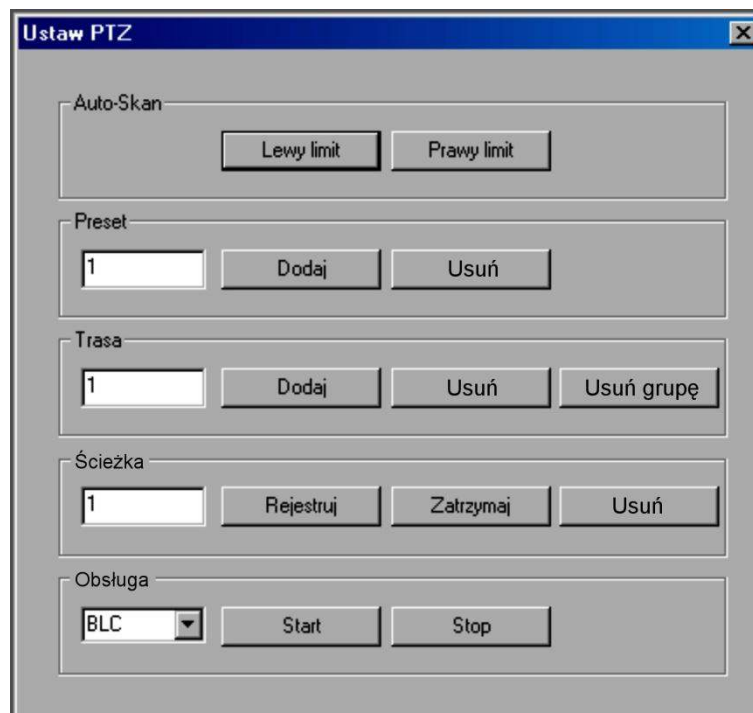 Ustaw PTZ
Auto-Skan
Lewy limit Prawy limit
Preset
1 Dodaj Usuń
Trasa
1 Dodaj Usuń Usuń grupę
Ścieżka
1 Rejestruj Zatrzymaj Usuń
Obsługa
BLC Start Stop